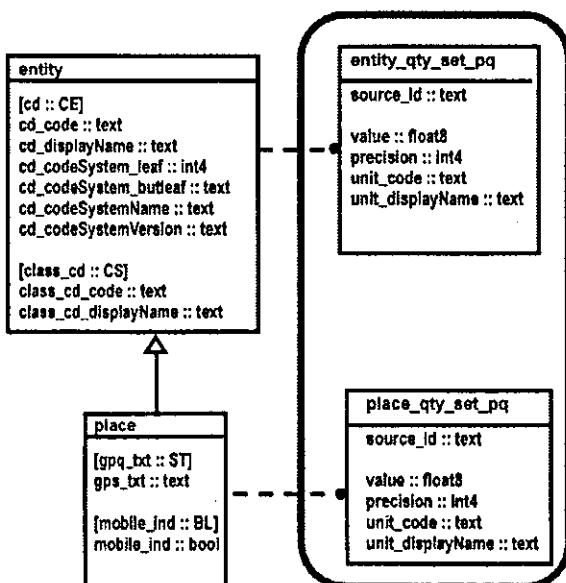 entity
[cd :: CE]
cd_code :: text
cd_displayName :: text
cd_codeSystem_leaf :: int4
cd_codeSystem_butleaf :: text
cd_codeSystemName :: text
cd_codeSystemVersion :: text
[class_cd :: CS]
class_cd_code :: text
class_cd_displayName :: text
entity_qty_set_pq
source_id :: text
value :: float8
precision :: int4
unit_code :: text
unit_displayName :: text
place
[gpq_txt :: ST]
gps_txt :: text
[mobile_ind :: BL]
mobile_ind :: bool
place_qty_set_pq
source_id :: text
value :: float8
precision :: int4
unit_code :: text
unit_displayName :: text